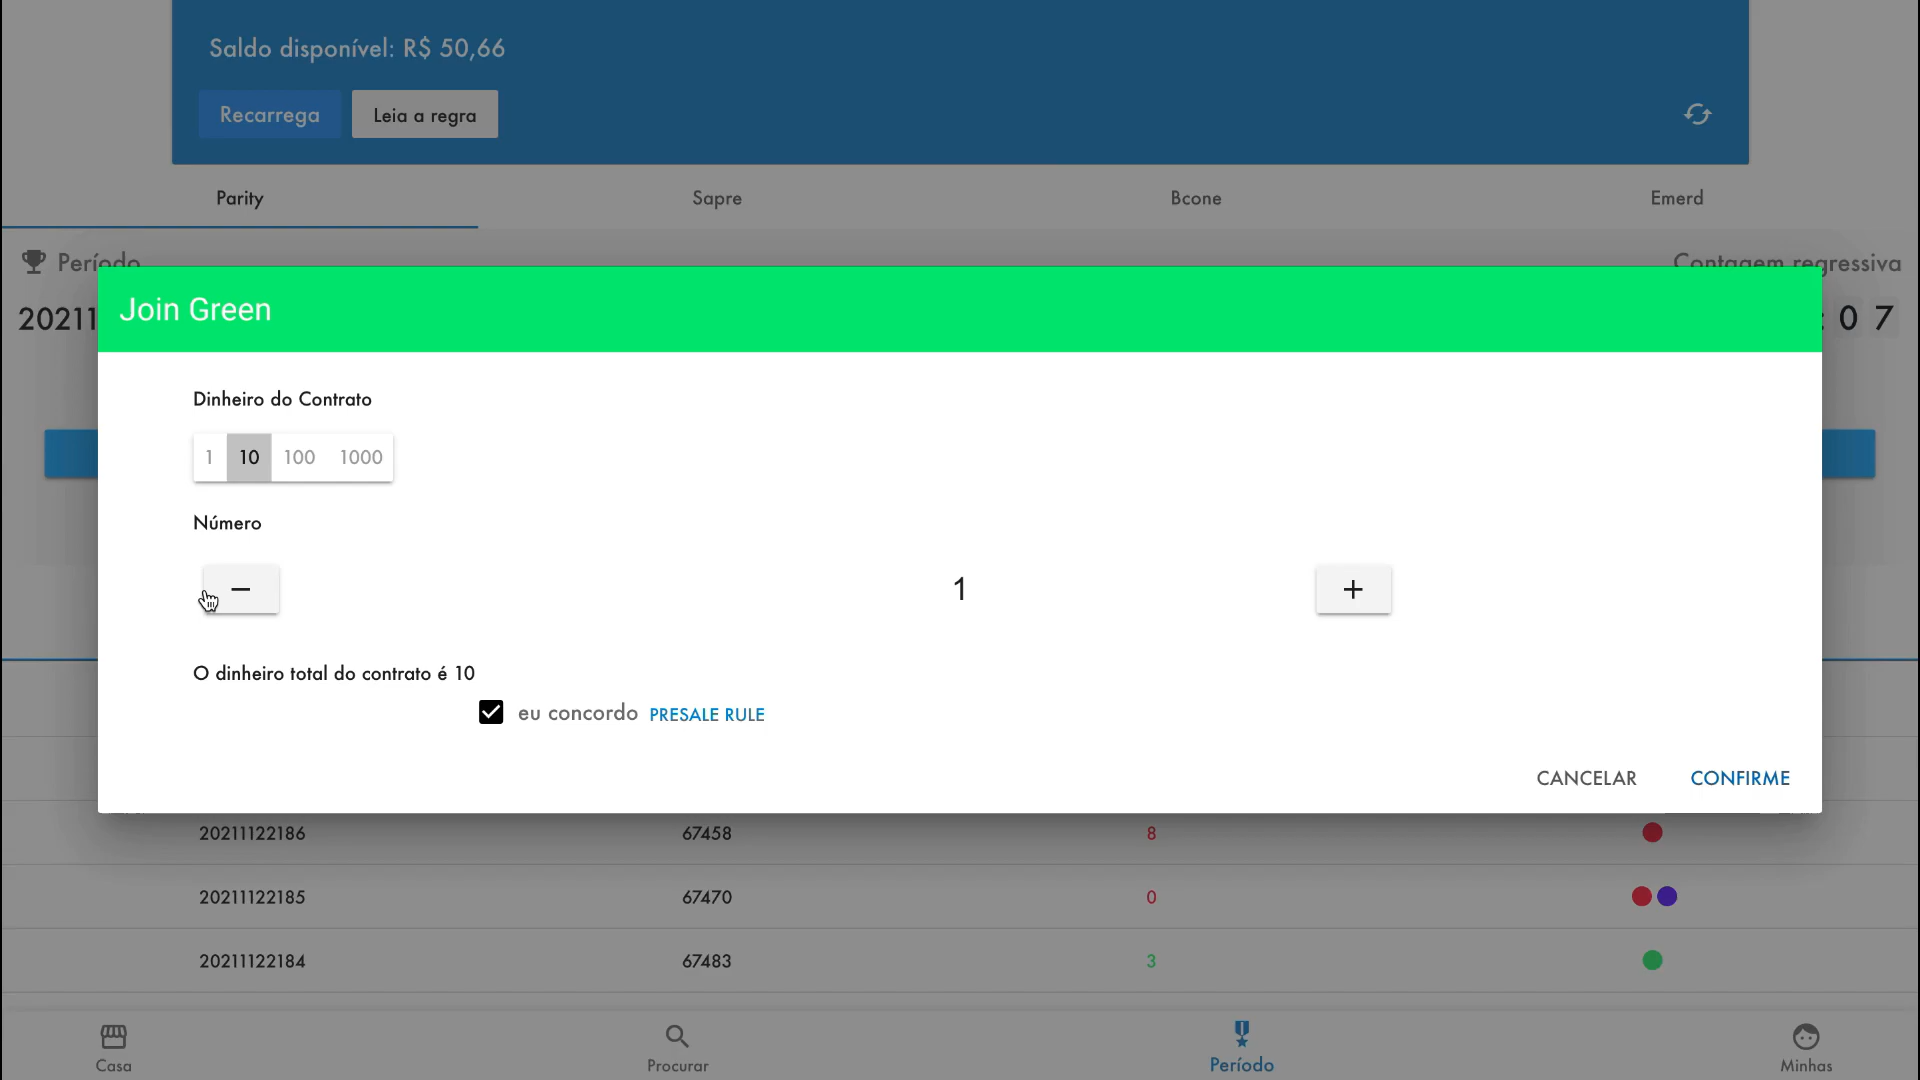 Saldo disponível: R$ 50,66
Recarrega
Leia a regra
Parity
Sapre
Bcone
Emerd
Período
Contagem regressiva
20211
: 0 7
Join Green
Dinheiro do Contrato
1 10 100 1000
Número
− 1 +
O dinheiro total do contrato é 10
eu concordo PRESALE RULE
CANCELAR CONFIRME
20211122186 67458 8
20211122185 67470 0
20211122184 67483 3
Casa
Procurar
Período
Minhas